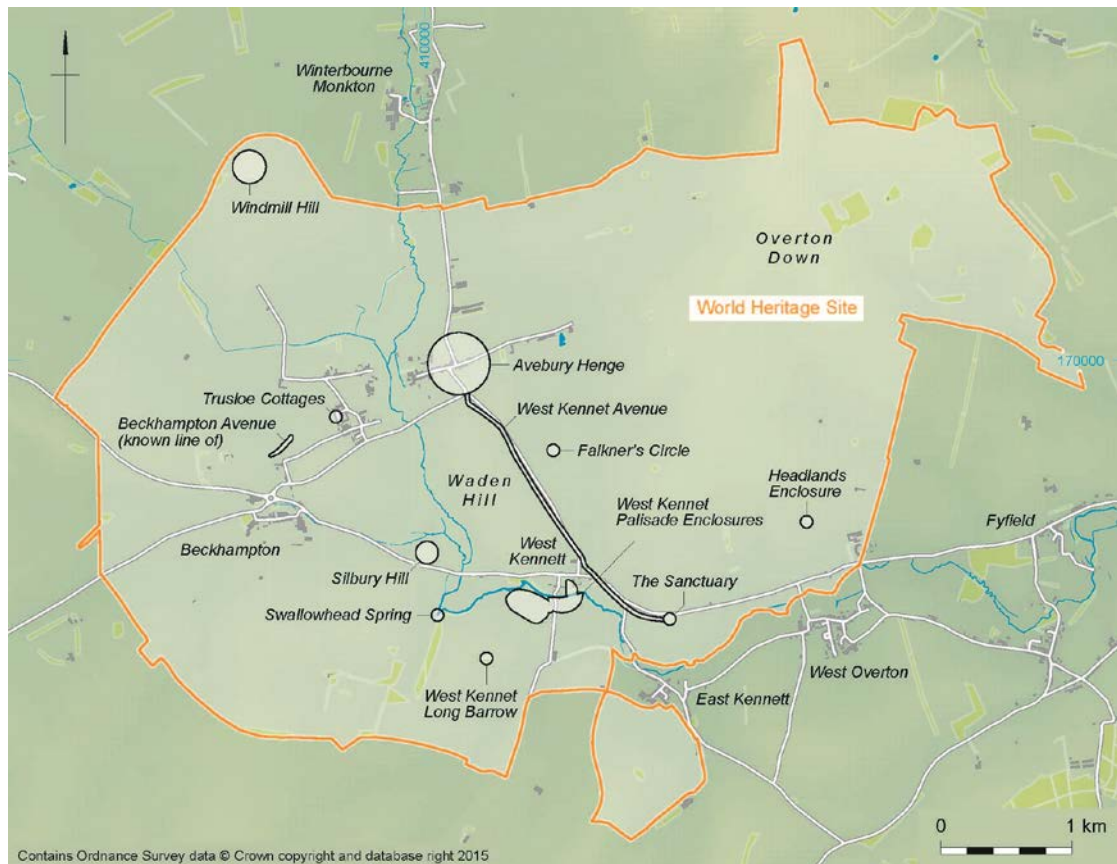 410000
Winterbourne
Monkton
Windmill Hill
Overton
Down
World Heritage Site
170000
Avebury Henge
Trusloe Cottages
West Kennet Avenue
Beckhampton Avenue
(known line of)
Falkner's Circle
Waden
Hill
Headlands
Enclosure
West Kennet
Palisade Enclosures
Fyfield
Beckhampton
West
Kennett
Silbury Hill
The Sanctuary
Swallowhead Spring
West Overton
West Kennet
Long Barrow
East Kennett
0 1 km
Contains Ordnance Survey data © Crown copyright and database right 2015